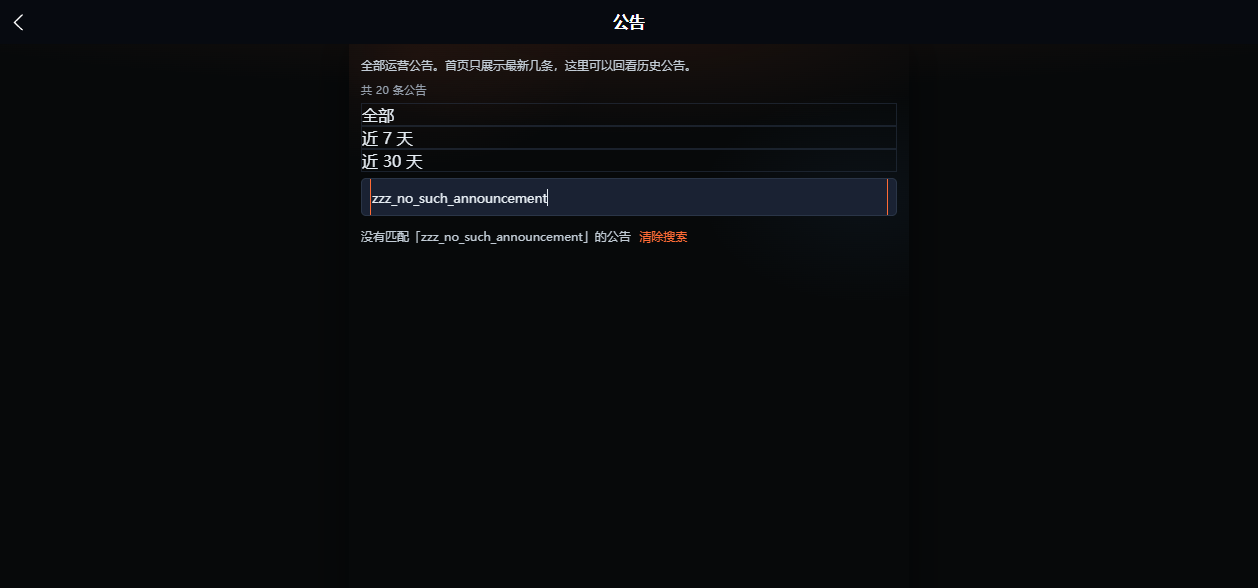 公告
全部运营公告。首页只展示最新几条，这里可以回看历史公告。
共 20 条公告
全部
近 7 天
近 30 天
zzz_no_such_announcement
没有匹配「zzz_no_such_announcement」的公告 清除搜索